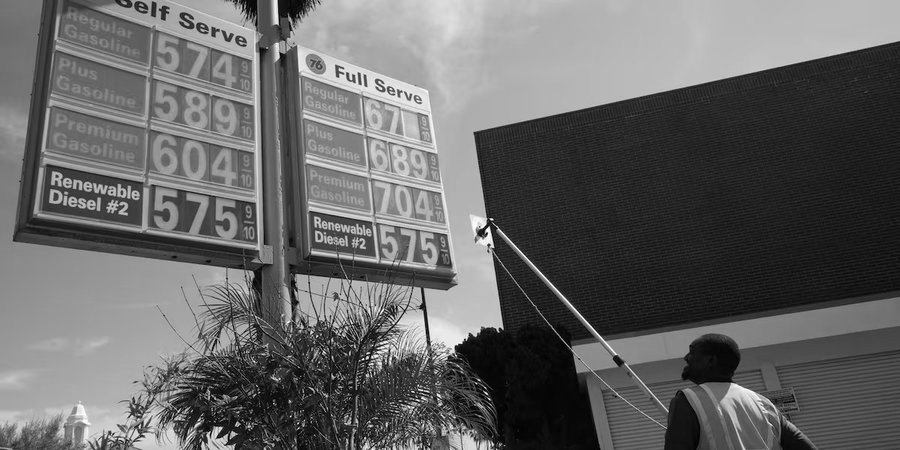 Self Serve
Regular
Gasoline
574 9/10
Plus
Gasoline
589 9/10
Premium
Gasoline
604 9/10
Renewable
Diesel #2
575 9/10
76 Full Serve
Regular
Gasoline
67 9/10
Plus
Gasoline
689 9/10
Premium
Gasoline
704 9/10
Renewable
Diesel #2
575 9/10